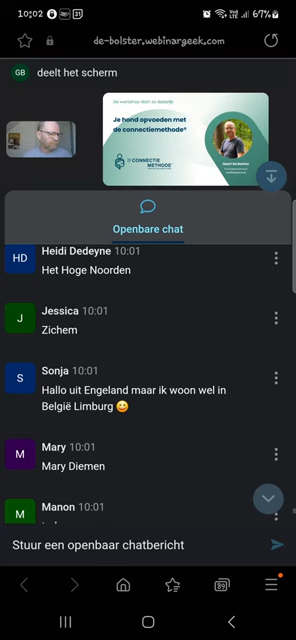 10:02
31
67%
de-bolster.webinargeek.com
GB deelt het scherm
De workshop start zo dadelijk
Je hond opvoeden met
de connectiemethode®
CONNECTIE
METHODE
Openbare chat
HD Heidi Dedeyne 10:01
Het Hoge Noorden
J Jessica 10:01
Zichem
S Sonja 10:01
Hallo uit Engeland maar ik woon wel in
België Limburg 😄
M Mary 10:01
Mary Diemen
M Manon 10:01
Stuur een openbaar chatbericht